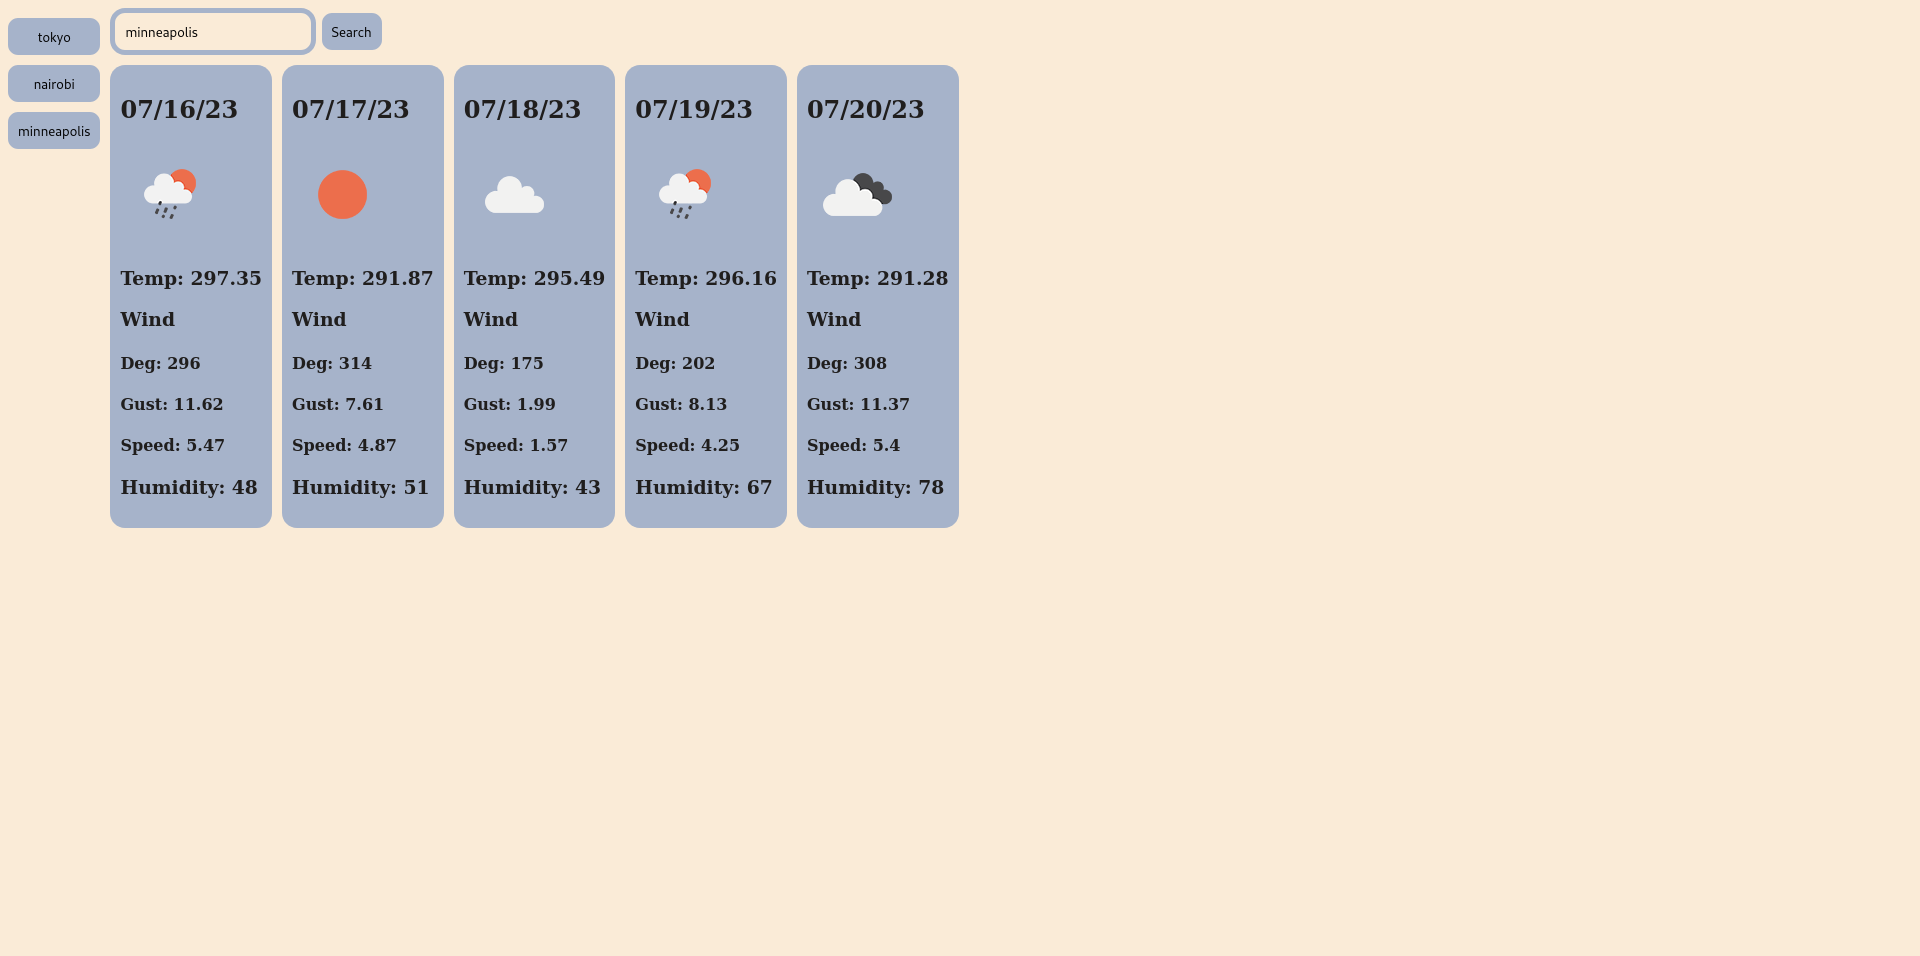 tokyo
nairobi
minneapolis
minneapolis
Search
07/16/23
Temp: 297.35
Wind
Deg: 296
Gust: 11.62
Speed: 5.47
Humidity: 48
07/17/23
Temp: 291.87
Wind
Deg: 314
Gust: 7.61
Speed: 4.87
Humidity: 51
07/18/23
Temp: 295.49
Wind
Deg: 175
Gust: 1.99
Speed: 1.57
Humidity: 43
07/19/23
Temp: 296.16
Wind
Deg: 202
Gust: 8.13
Speed: 4.25
Humidity: 67
07/20/23
Temp: 291.28
Wind
Deg: 308
Gust: 11.37
Speed: 5.4
Humidity: 78